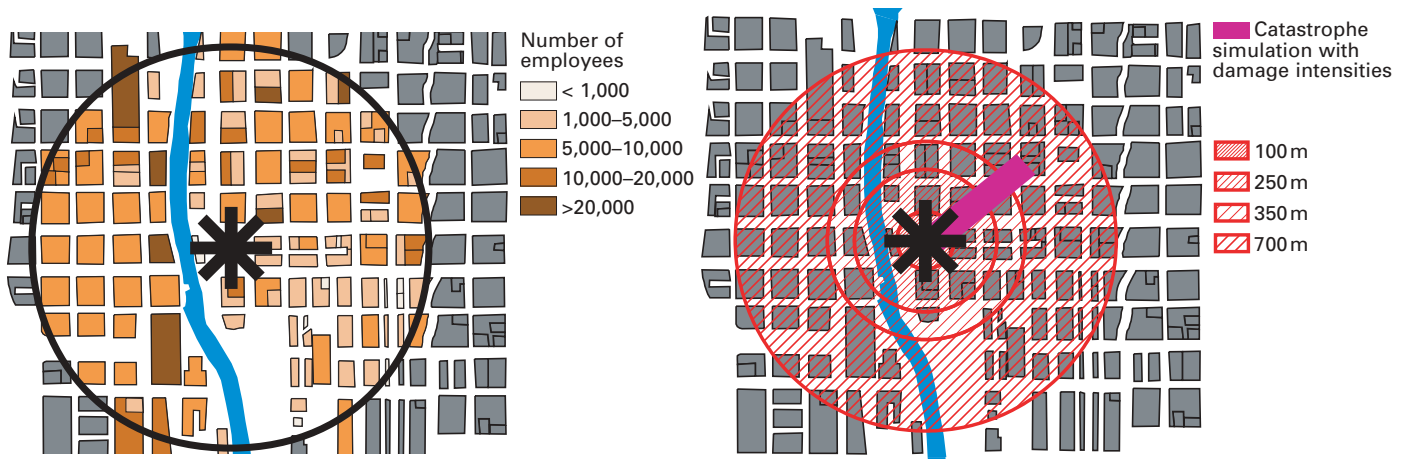 Number of
employees
< 1,000
1,000–5,000
5,000–10,000
10,000–20,000
>20,000
Catastrophe
simulation with
damage intensities
100 m
250 m
350 m
700 m